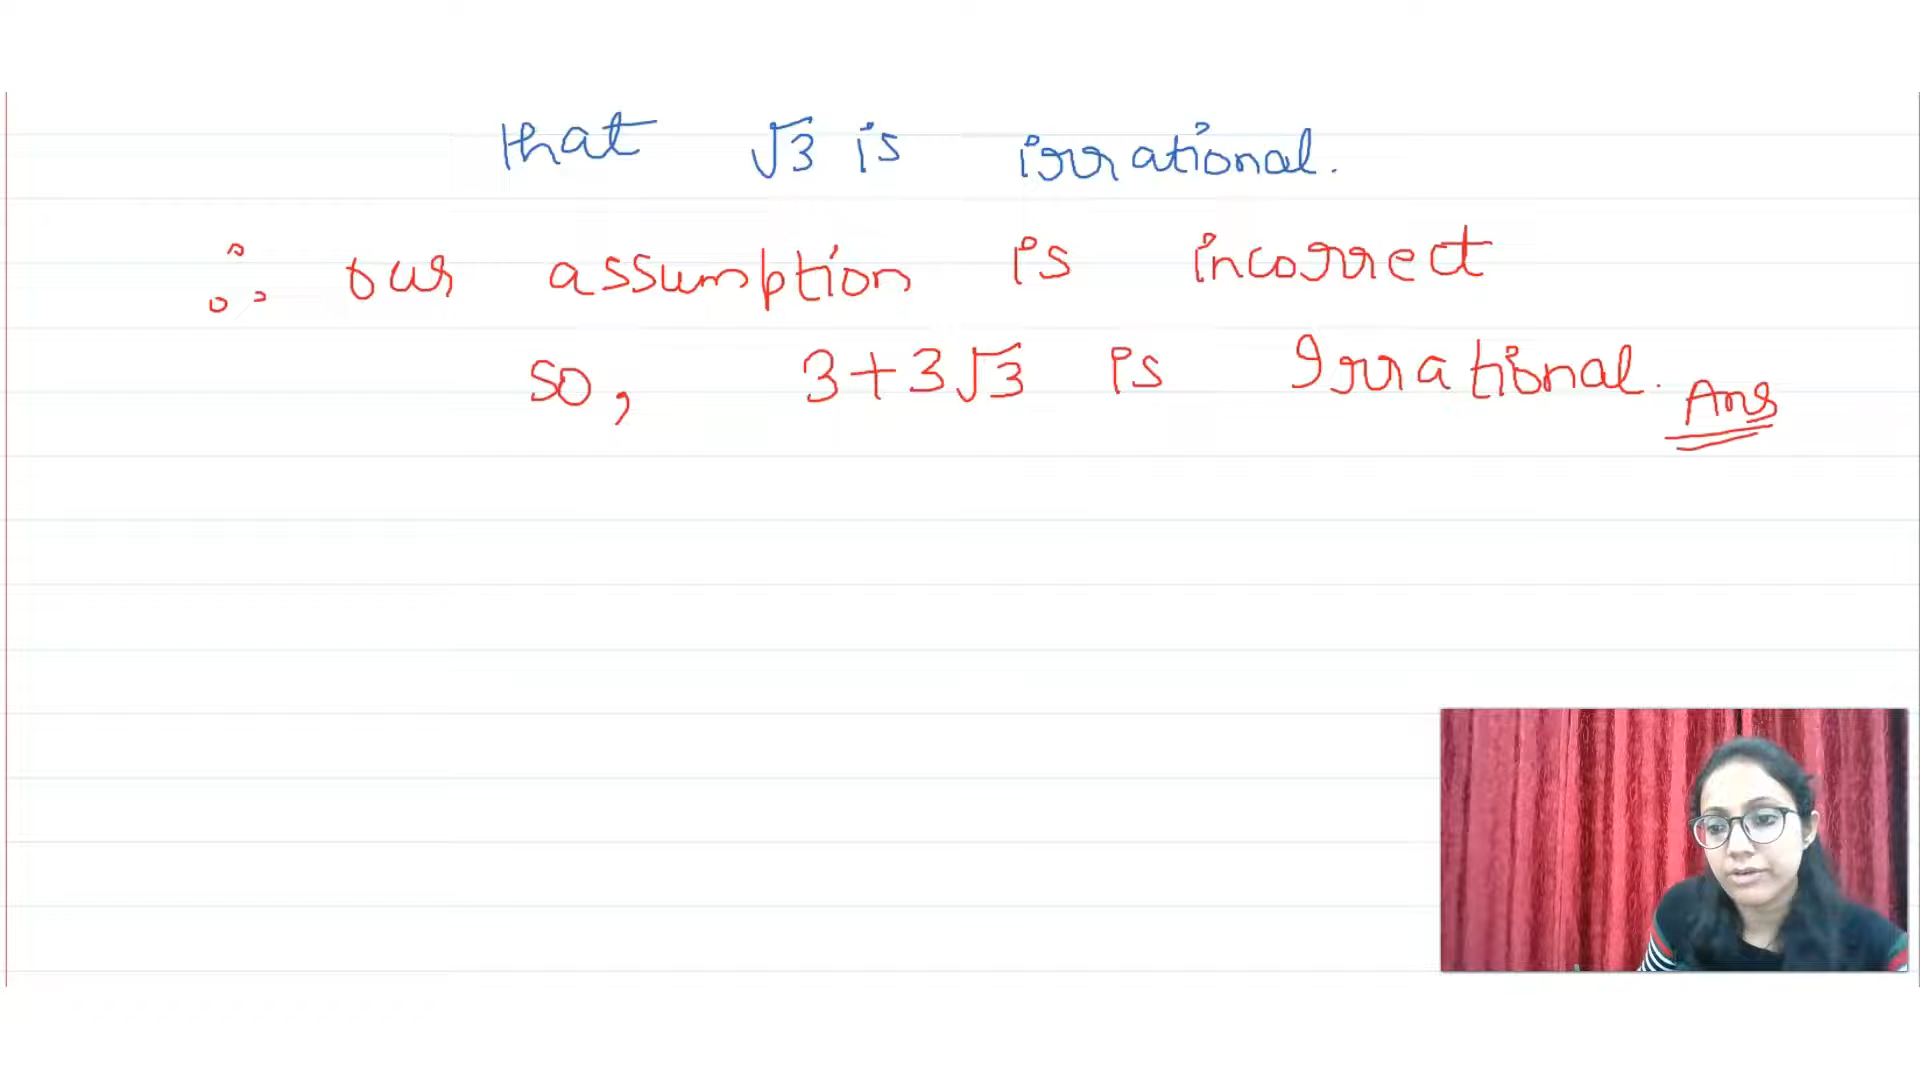 that √3 is irrational.
∴ our assumption is incorrect
so, 3+3√3 is Irrational.
Ans